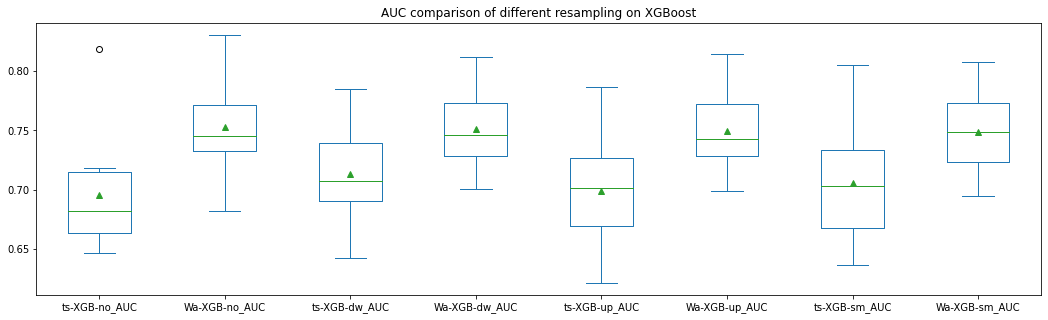 AUC comparison of different resampling on XGBoost
0.80
0.75
0.70
0.65
ts-XGB-no_AUC Wa-XGB-no_AUC ts-XGB-dw_AUC Wa-XGB-dw_AUC ts-XGB-up_AUC Wa-XGB-up_AUC ts-XGB-sm_AUC Wa-XGB-sm_AUC